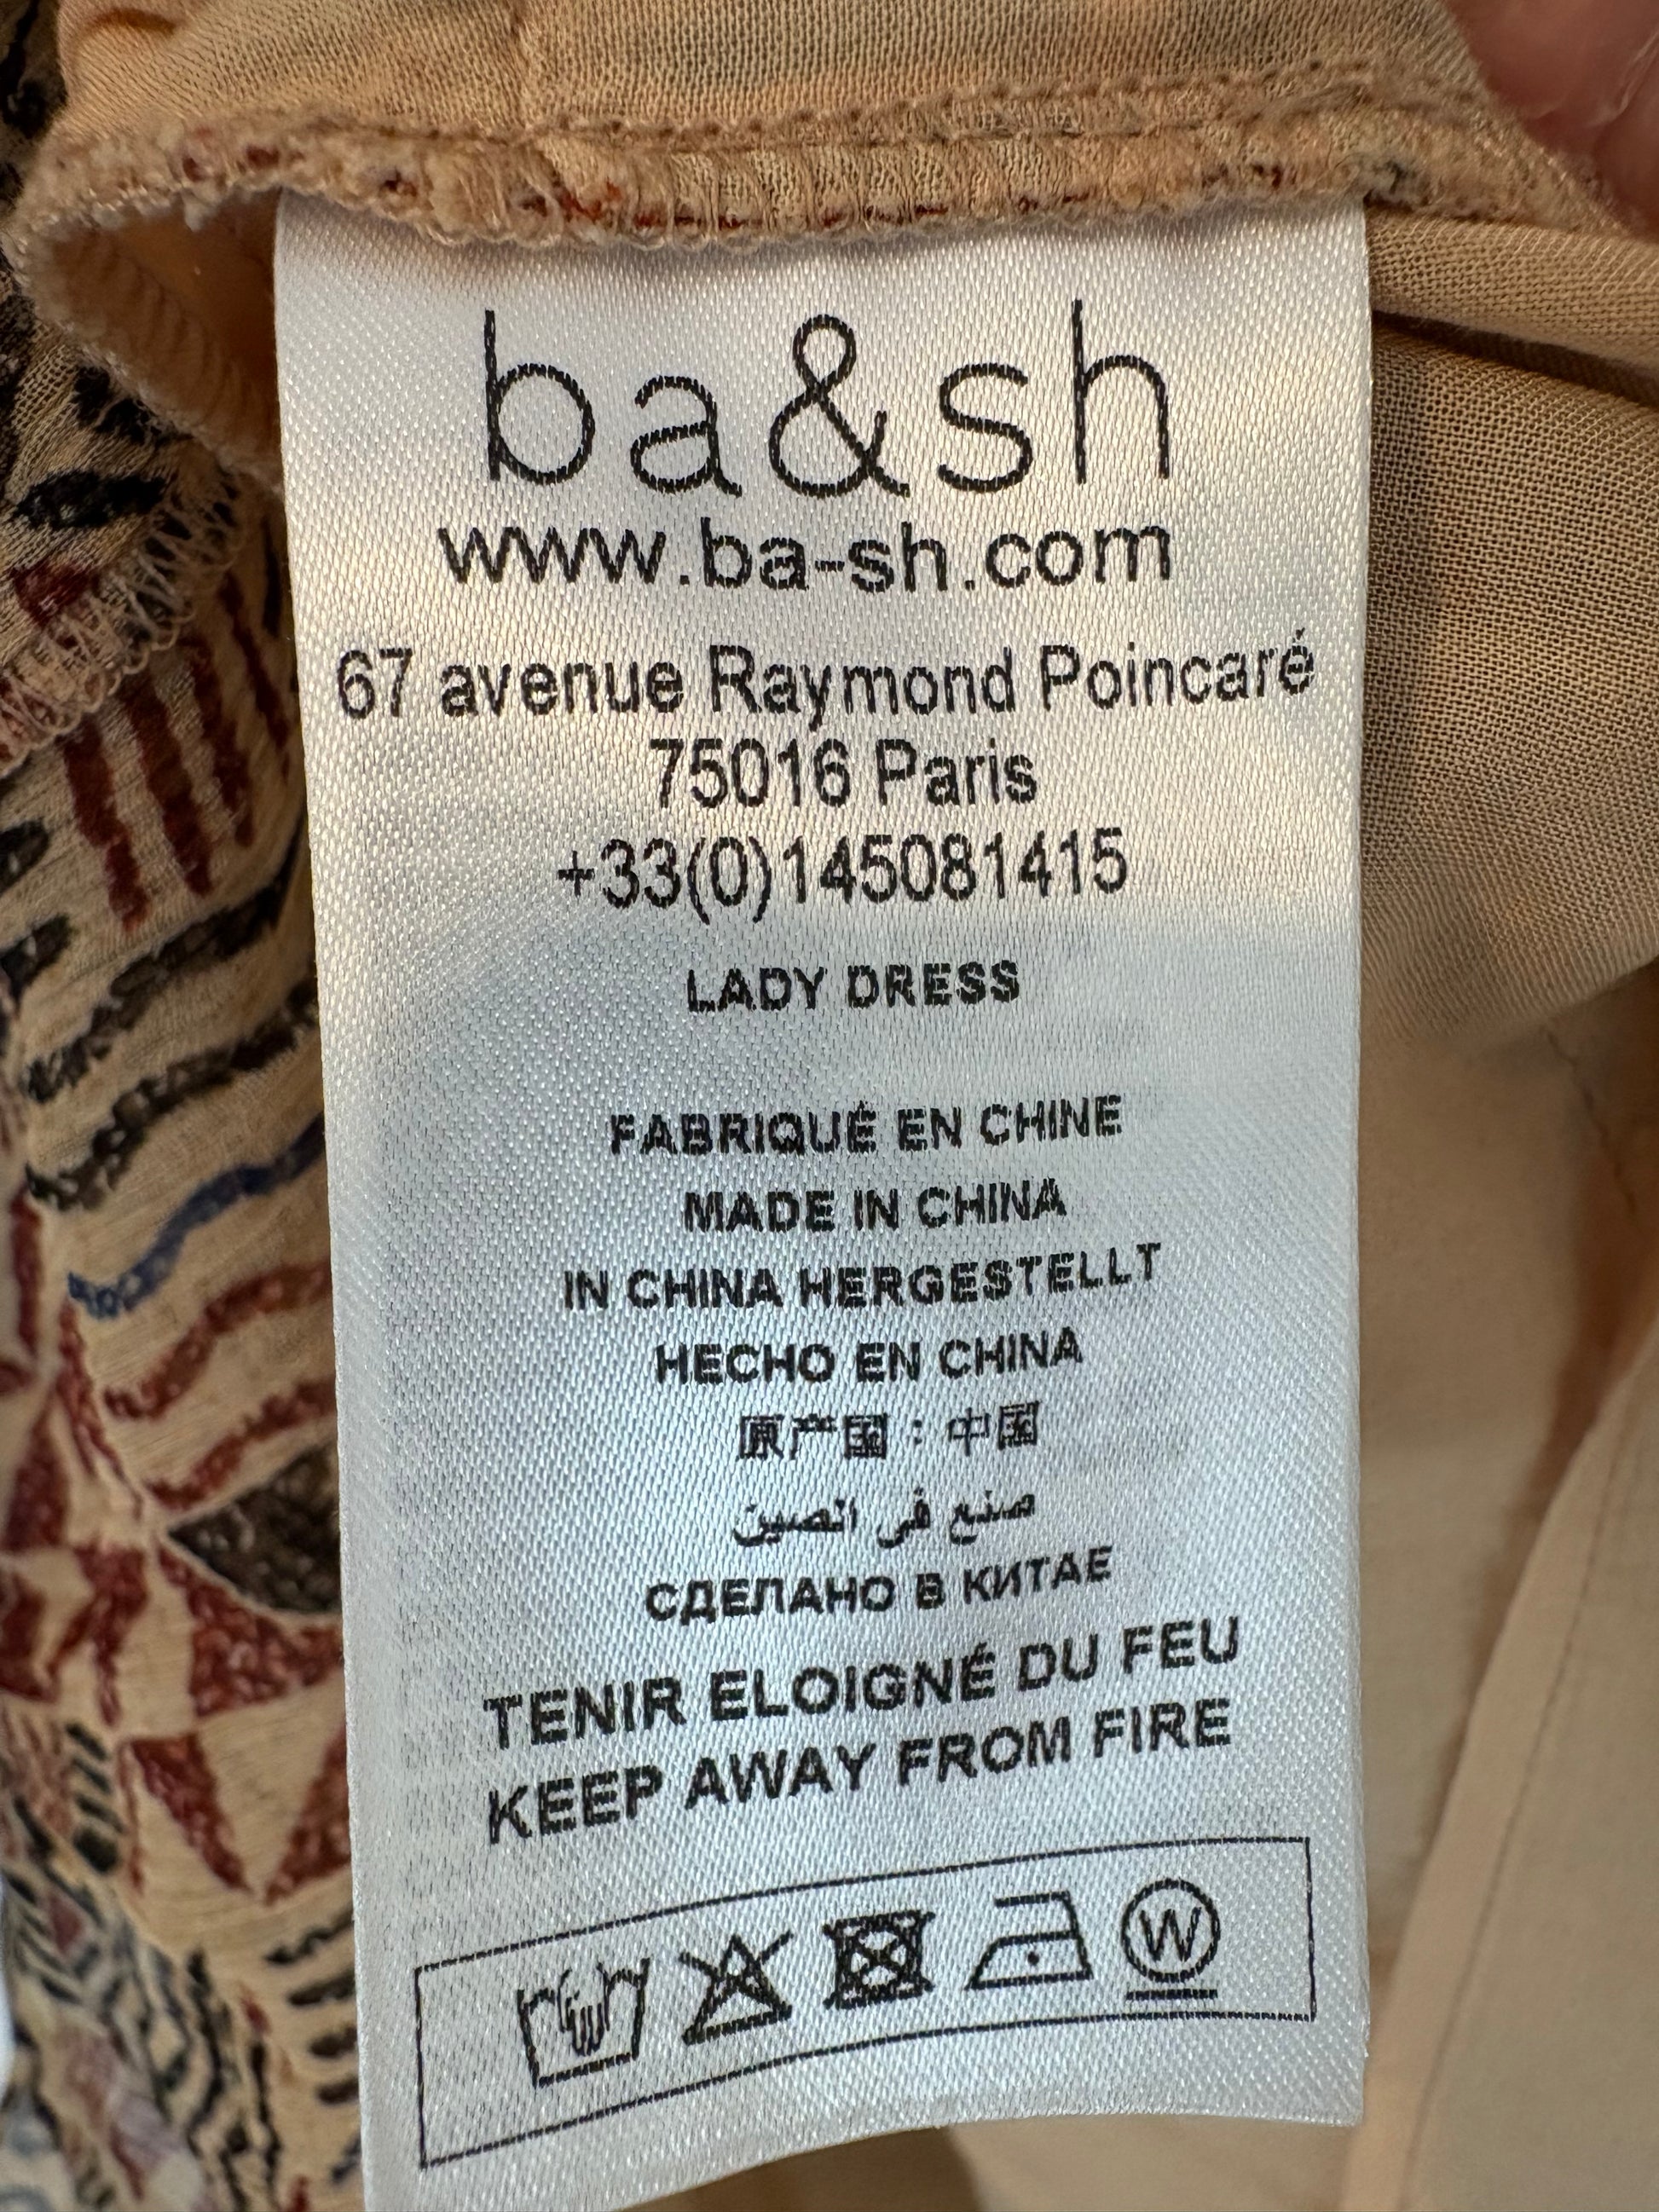 ba&sh
www.ba-sh.com
67 avenue Raymond Poincaré
75016 Paris
+33(0)145081415
LADY DRESS
FABRIQUÉ EN CHINE
MADE IN CHINA
IN CHINA HERGESTELLT
HECHO EN CHINA
原产国：中国
صنع في الصين
СДЕЛАНО В КИТАЕ
TENIR ELOIGNÉ DU FEU
KEEP AWAY FROM FIRE
W